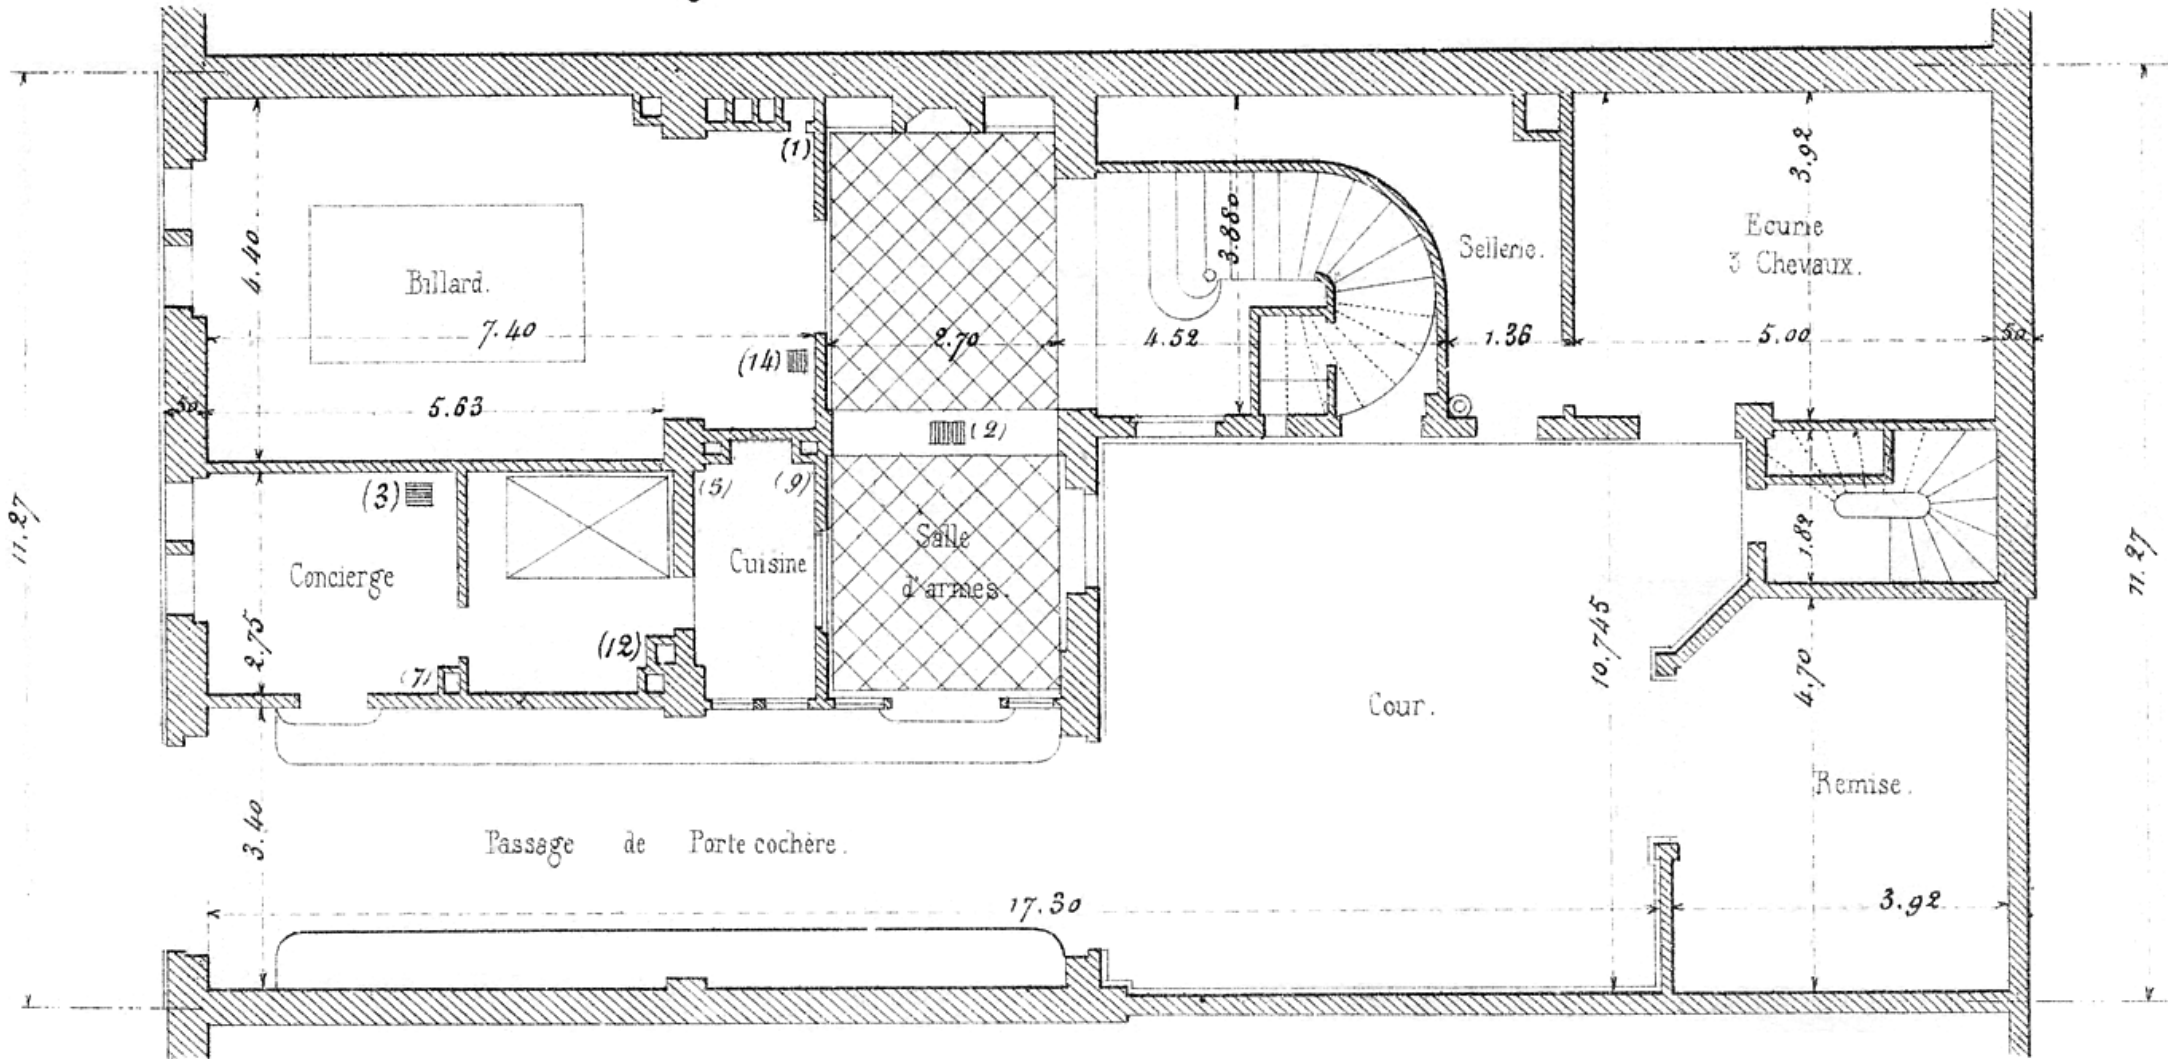 (1)
3.92
4.40
3.880
Sellerie.
Ecurie
3 Chevaux.
Billard.
7.40
2.70
4.52
1.36
5.00
50
(14)
50
5.63
(2)
(3)
(5)
(9)
11.27
Concierge
Cuisine
Salle
d'armes.
1.82
11.27
2.75
(7)
(12)
10.745
4.70
Cour.
Remise.
3.40
Passage de Porte cochère.
17.30
3.92